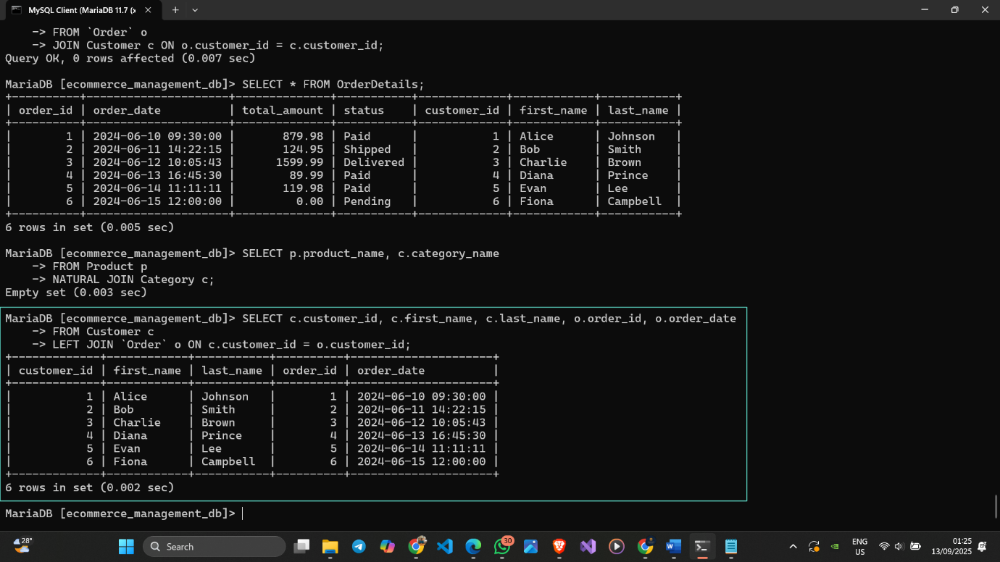 MySQL Client (MariaDB 11.7 (x
-> FROM `Order` o
-> JOIN Customer c ON o.customer_id = c.customer_id;
Query OK, 0 rows affected (0.007 sec)
MariaDB [ecommerce_management_db]> SELECT * FROM OrderDetails;
+----------+---------------------+--------------+-----------+-------------+------------+-----------+
| order_id | order_date          | total_amount | status    | customer_id | first_name | last_name |
+----------+---------------------+--------------+-----------+-------------+------------+-----------+
|        1 | 2024-06-10 09:30:00 |       879.98 | Paid      |           1 | Alice      | Johnson   |
|        2 | 2024-06-11 14:22:15 |       124.95 | Shipped   |           2 | Bob        | Smith     |
|        3 | 2024-06-12 10:05:43 |      1599.99 | Delivered |           3 | Charlie    | Brown     |
|        4 | 2024-06-13 16:45:30 |        89.99 | Paid      |           4 | Diana      | Prince    |
|        5 | 2024-06-14 11:11:11 |       119.98 | Paid      |           5 | Evan       | Lee       |
|        6 | 2024-06-15 12:00:00 |         0.00 | Pending   |           6 | Fiona      | Campbell  |
+----------+---------------------+--------------+-----------+-------------+------------+-----------+
6 rows in set (0.005 sec)
MariaDB [ecommerce_management_db]> SELECT p.product_name, c.category_name
-> FROM Product p
-> NATURAL JOIN Category c;
Empty set (0.003 sec)
MariaDB [ecommerce_management_db]> SELECT c.customer_id, c.first_name, c.last_name, o.order_id, o.order_date
-> FROM Customer c
-> LEFT JOIN `Order` o ON c.customer_id = o.customer_id;
+-------------+------------+-----------+----------+---------------------+
| customer_id | first_name | last_name | order_id | order_date          |
+-------------+------------+-----------+----------+---------------------+
|           1 | Alice      | Johnson   |        1 | 2024-06-10 09:30:00 |
|           2 | Bob        | Smith     |        2 | 2024-06-11 14:22:15 |
|           3 | Charlie    | Brown     |        3 | 2024-06-12 10:05:43 |
|           4 | Diana      | Prince    |        4 | 2024-06-13 16:45:30 |
|           5 | Evan       | Lee       |        5 | 2024-06-14 11:11:11 |
|           6 | Fiona      | Campbell  |        6 | 2024-06-15 12:00:00 |
+-------------+------------+-----------+----------+---------------------+
6 rows in set (0.002 sec)
MariaDB [ecommerce_management_db]>
28°
Search
30
ENG
US
01:25
13/09/2025